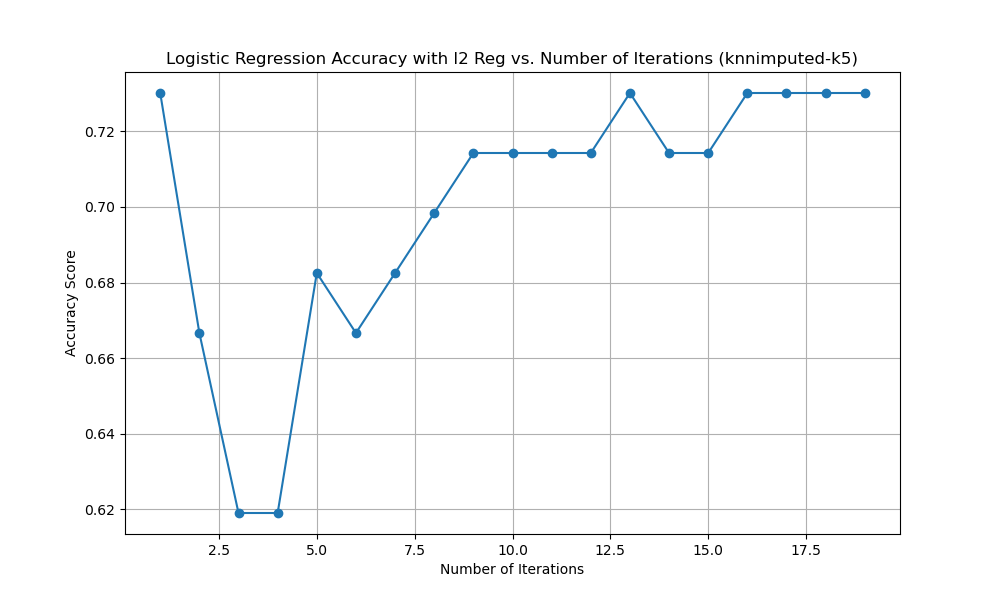 Logistic Regression Accuracy with l2 Reg vs. Number of Iterations (knnimputed-k5)
Accuracy Score
0.72
0.70
0.68
0.66
0.64
0.62
2.5 5.0 7.5 10.0 12.5 15.0 17.5
Number of Iterations